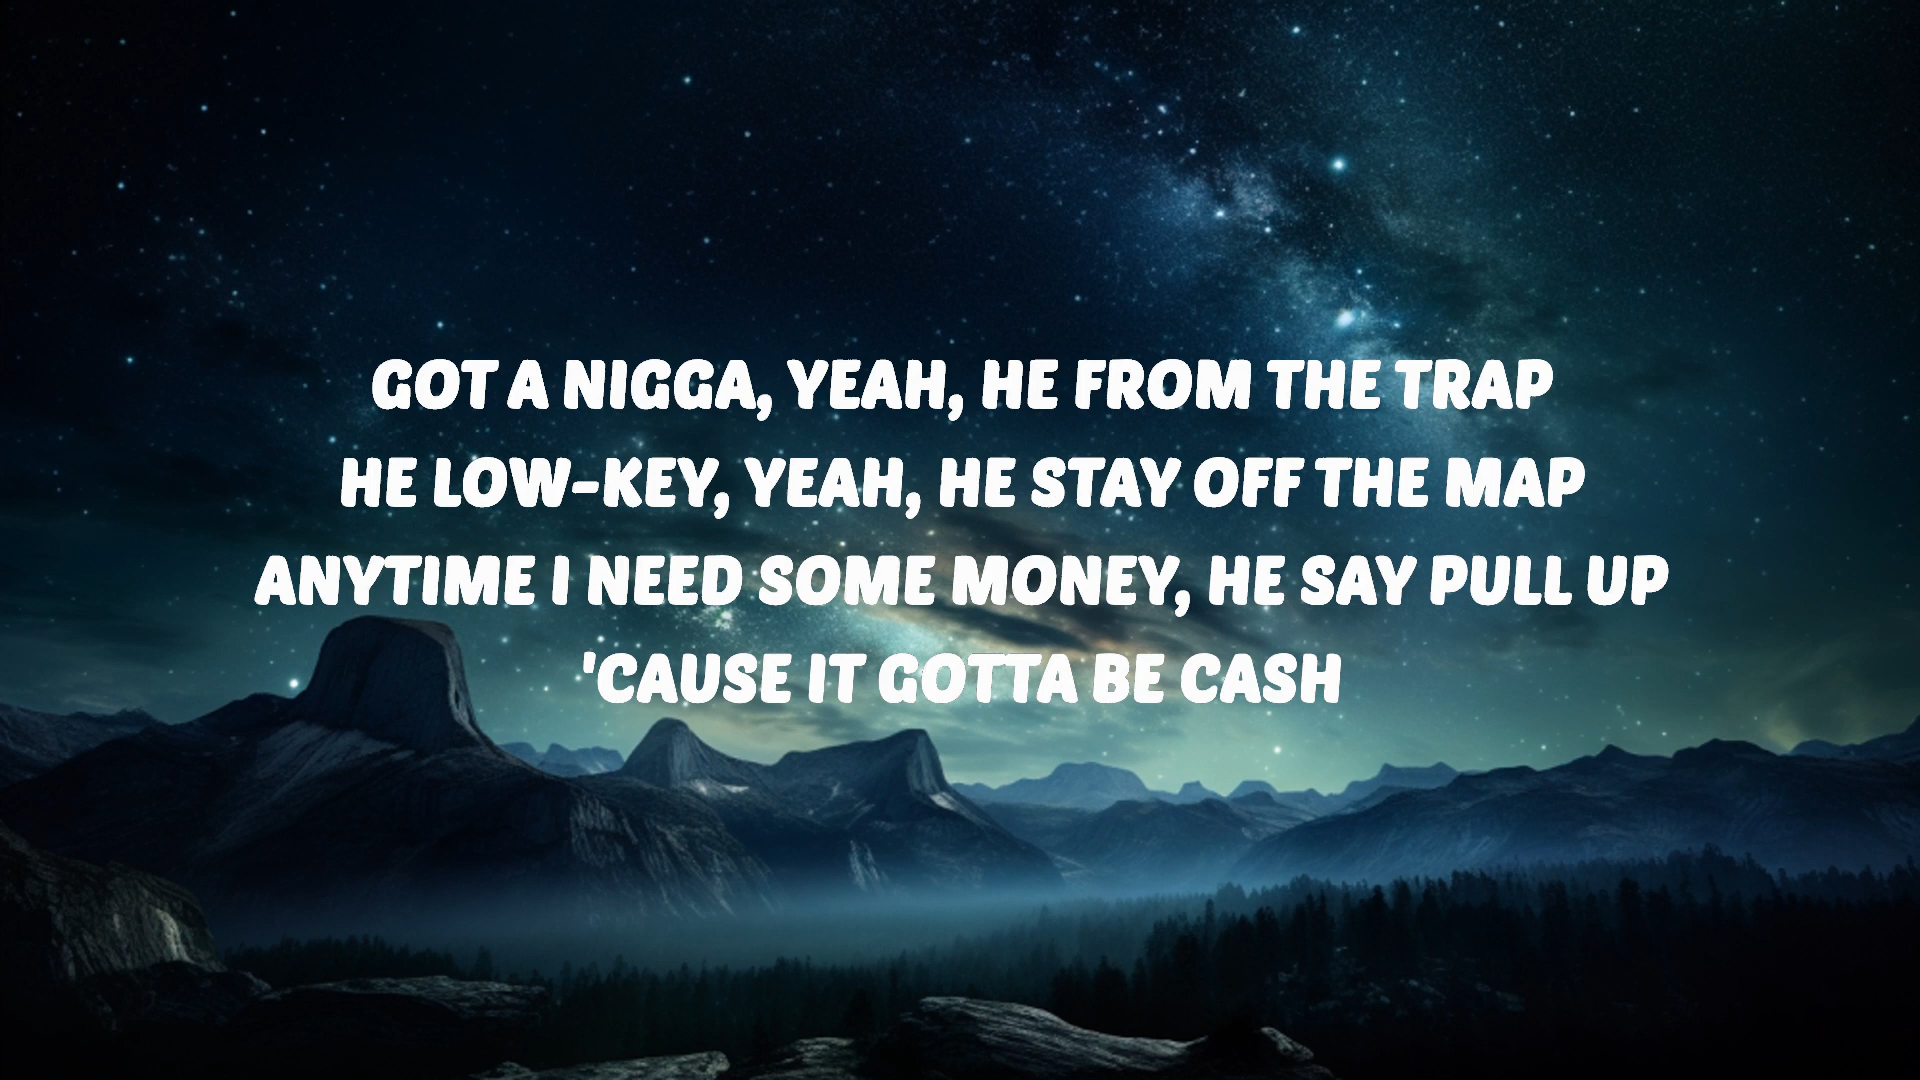 GOT A NIGGA, YEAH, HE FROM THE TRAP
HE LOW-KEY, YEAH, HE STAY OFF THE MAP
ANYTIME I NEED SOME MONEY, HE SAY PULL UP
'CAUSE IT GOTTA BE CASH